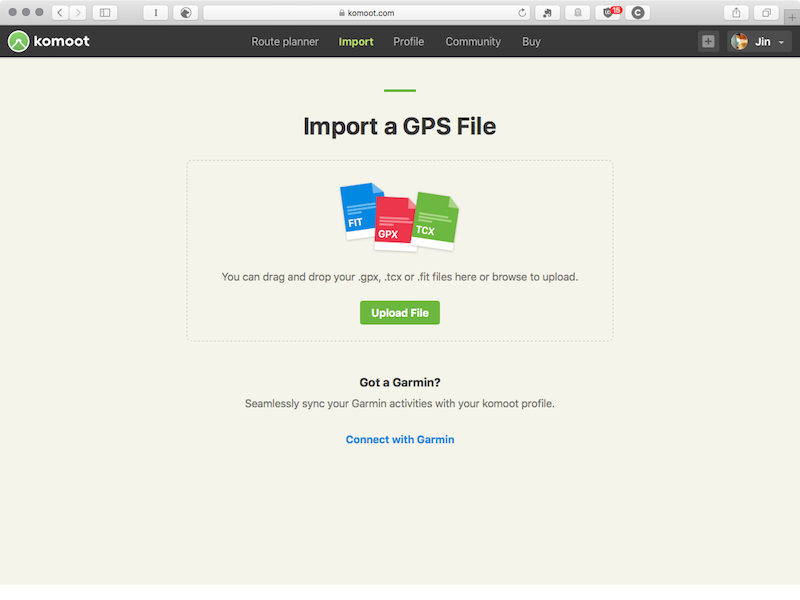 komoot.com
15
komoot
Route planner
Import
Profile
Community
Buy
Jin
Import a GPS File
FIT
GPX
TCX
You can drag and drop your .gpx, .tcx or .fit files here or browse to upload.
Upload File
Got a Garmin?
Seamlessly sync your Garmin activities with your komoot profile.
Connect with Garmin